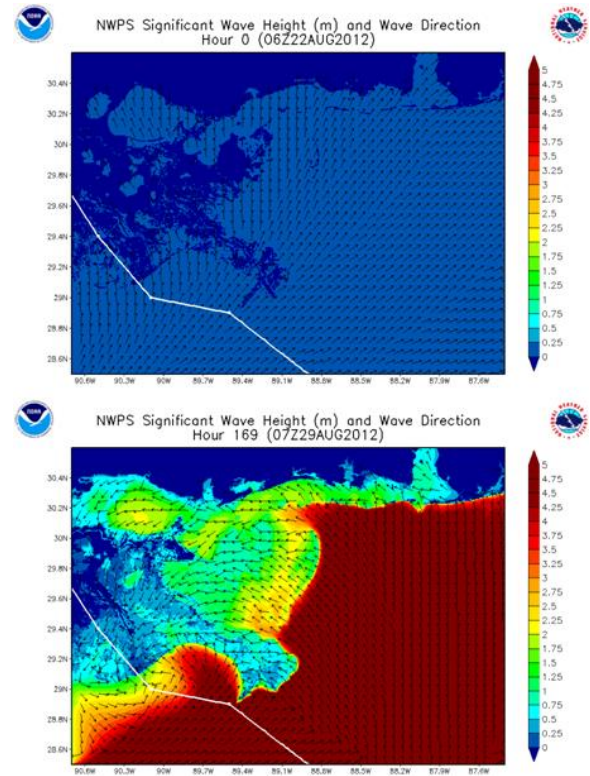 NOAA
NWPS Significant Wave Height (m) and Wave Direction
Hour 0 (06Z22AUG2012)
30.4N
30.2N
30N
29.8N
29.6N
29.4N
29.2N
29N
28.8N
28.6N
90.6W 90.3W 90W 89.7W 89.4W 89.1W 88.8W 88.5W 88.2W 87.9W 87.6W
5
4.75
4.5
4.25
4
3.75
3.5
3.25
3
2.75
2.5
2.25
2
1.75
1.5
1.25
1
0.75
0.5
0.25
0
NOAA
NWPS Significant Wave Height (m) and Wave Direction
Hour 169 (07Z29AUG2012)
30.4N
30.2N
30N
29.8N
29.6N
29.4N
29.2N
29N
28.8N
28.6N
90.6W 90.3W 90W 89.7W 89.4W 89.1W 88.8W 88.5W 88.2W 87.9W 87.6W
5
4.75
4.5
4.25
4
3.75
3.5
3.25
3
2.75
2.5
2.25
2
1.75
1.5
1.25
1
0.75
0.5
0.25
0